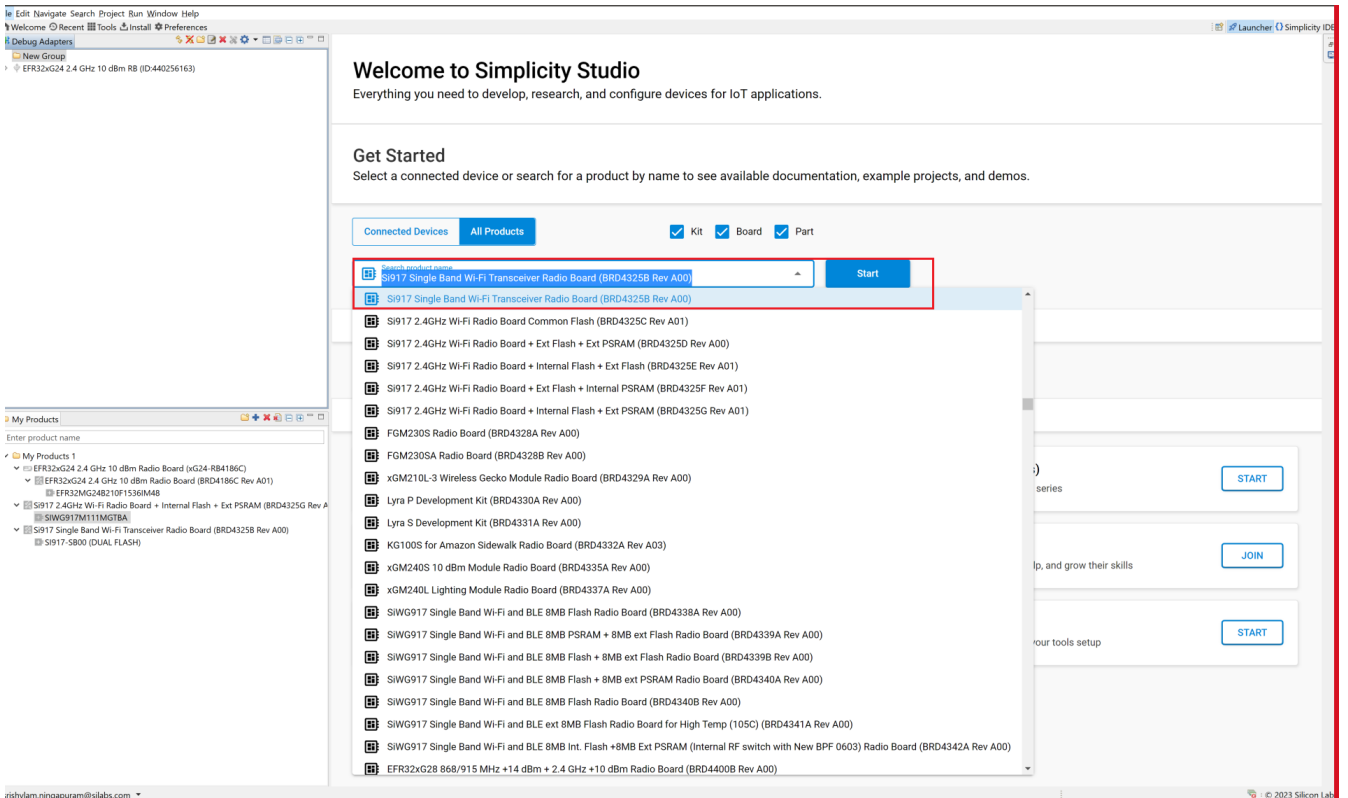 le Edit Navigate Search Project Run Window Help
Welcome Recent Tools Install Preferences
Launcher Simplicity IDE
Debug Adapters
New Group
EFR32xG24 2.4 GHz 10 dBm RB (ID:440256163)
Welcome to Simplicity Studio
Everything you need to develop, research, and configure devices for IoT applications.
Get Started
Select a connected device or search for a product by name to see available documentation, example projects, and demos.
Connected Devices All Products Kit Board Part
Search product name
Si917 Single Band Wi-Fi Transceiver Radio Board (BRD4325B Rev A00)
Start
Si917 Single Band Wi-Fi Transceiver Radio Board (BRD4325B Rev A00)
Si917 2.4GHz Wi-Fi Radio Board Common Flash (BRD4325C Rev A01)
Si917 2.4GHz Wi-Fi Radio Board + Ext Flash + Ext PSRAM (BRD4325D Rev A00)
Si917 2.4GHz Wi-Fi Radio Board + Internal Flash + Ext Flash (BRD4325E Rev A01)
Si917 2.4GHz Wi-Fi Radio Board + Ext Flash + Internal PSRAM (BRD4325F Rev A01)
Si917 2.4GHz Wi-Fi Radio Board + Internal Flash + Ext PSRAM (BRD4325G Rev A01)
FGM230S Radio Board (BRD4328A Rev A00)
FGM230SA Radio Board (BRD4328B Rev A00)
xGM210L-3 Wireless Gecko Module Radio Board (BRD4329A Rev A00)
Lyra P Development Kit (BRD4330A Rev A00)
Lyra S Development Kit (BRD4331A Rev A00)
KG100S for Amazon Sidewalk Radio Board (BRD4332A Rev A03)
xGM240S 10 dBm Module Radio Board (BRD4335A Rev A00)
xGM240L Lighting Module Radio Board (BRD4337A Rev A00)
SiWG917 Single Band Wi-Fi and BLE 8MB Flash Radio Board (BRD4338A Rev A00)
SiWG917 Single Band Wi-Fi and BLE 8MB PSRAM + 8MB ext Flash Radio Board (BRD4339A Rev A00)
SiWG917 Single Band Wi-Fi and BLE 8MB Flash + 8MB ext Flash Radio Board (BRD4339B Rev A00)
SiWG917 Single Band Wi-Fi and BLE 8MB Flash + 8MB ext PSRAM Radio Board (BRD4340A Rev A00)
SiWG917 Single Band Wi-Fi and BLE 8MB Flash Radio Board (BRD4340B Rev A00)
SiWG917 Single Band Wi-Fi and BLE ext 8MB Flash Radio Board for High Temp (105C) (BRD4341A Rev A00)
SiWG917 Single Band Wi-Fi and BLE 8MB Int. Flash +8MB Ext PSRAM (Internal RF switch with New BPF 0603) Radio Board (BRD4342A Rev A00)
EFR32xG28 868/915 MHz +14 dBm + 2.4 GHz +10 dBm Radio Board (BRD4400B Rev A00)
s)
series
START
lp, and grow their skills
JOIN
your tools setup
START
My Products
Enter product name
My Products 1
EFR32xG24 2.4 GHz 10 dBm Radio Board (xG24-RB4186C)
EFR32xG24 2.4 GHz 10 dBm Radio Board (BRD4186C Rev A01)
EFR32MG24B210F1536IM48
Si917 2.4GHz Wi-Fi Radio Board + Internal Flash + Ext PSRAM (BRD4325G Rev A
SIWG917M111MGTBA
Si917 Single Band Wi-Fi Transceiver Radio Board (BRD4325B Rev A00)
SI917-SB00 (DUAL FLASH)
rishylam.ningapuram@silabs.com
© 2023 Silicon Lab